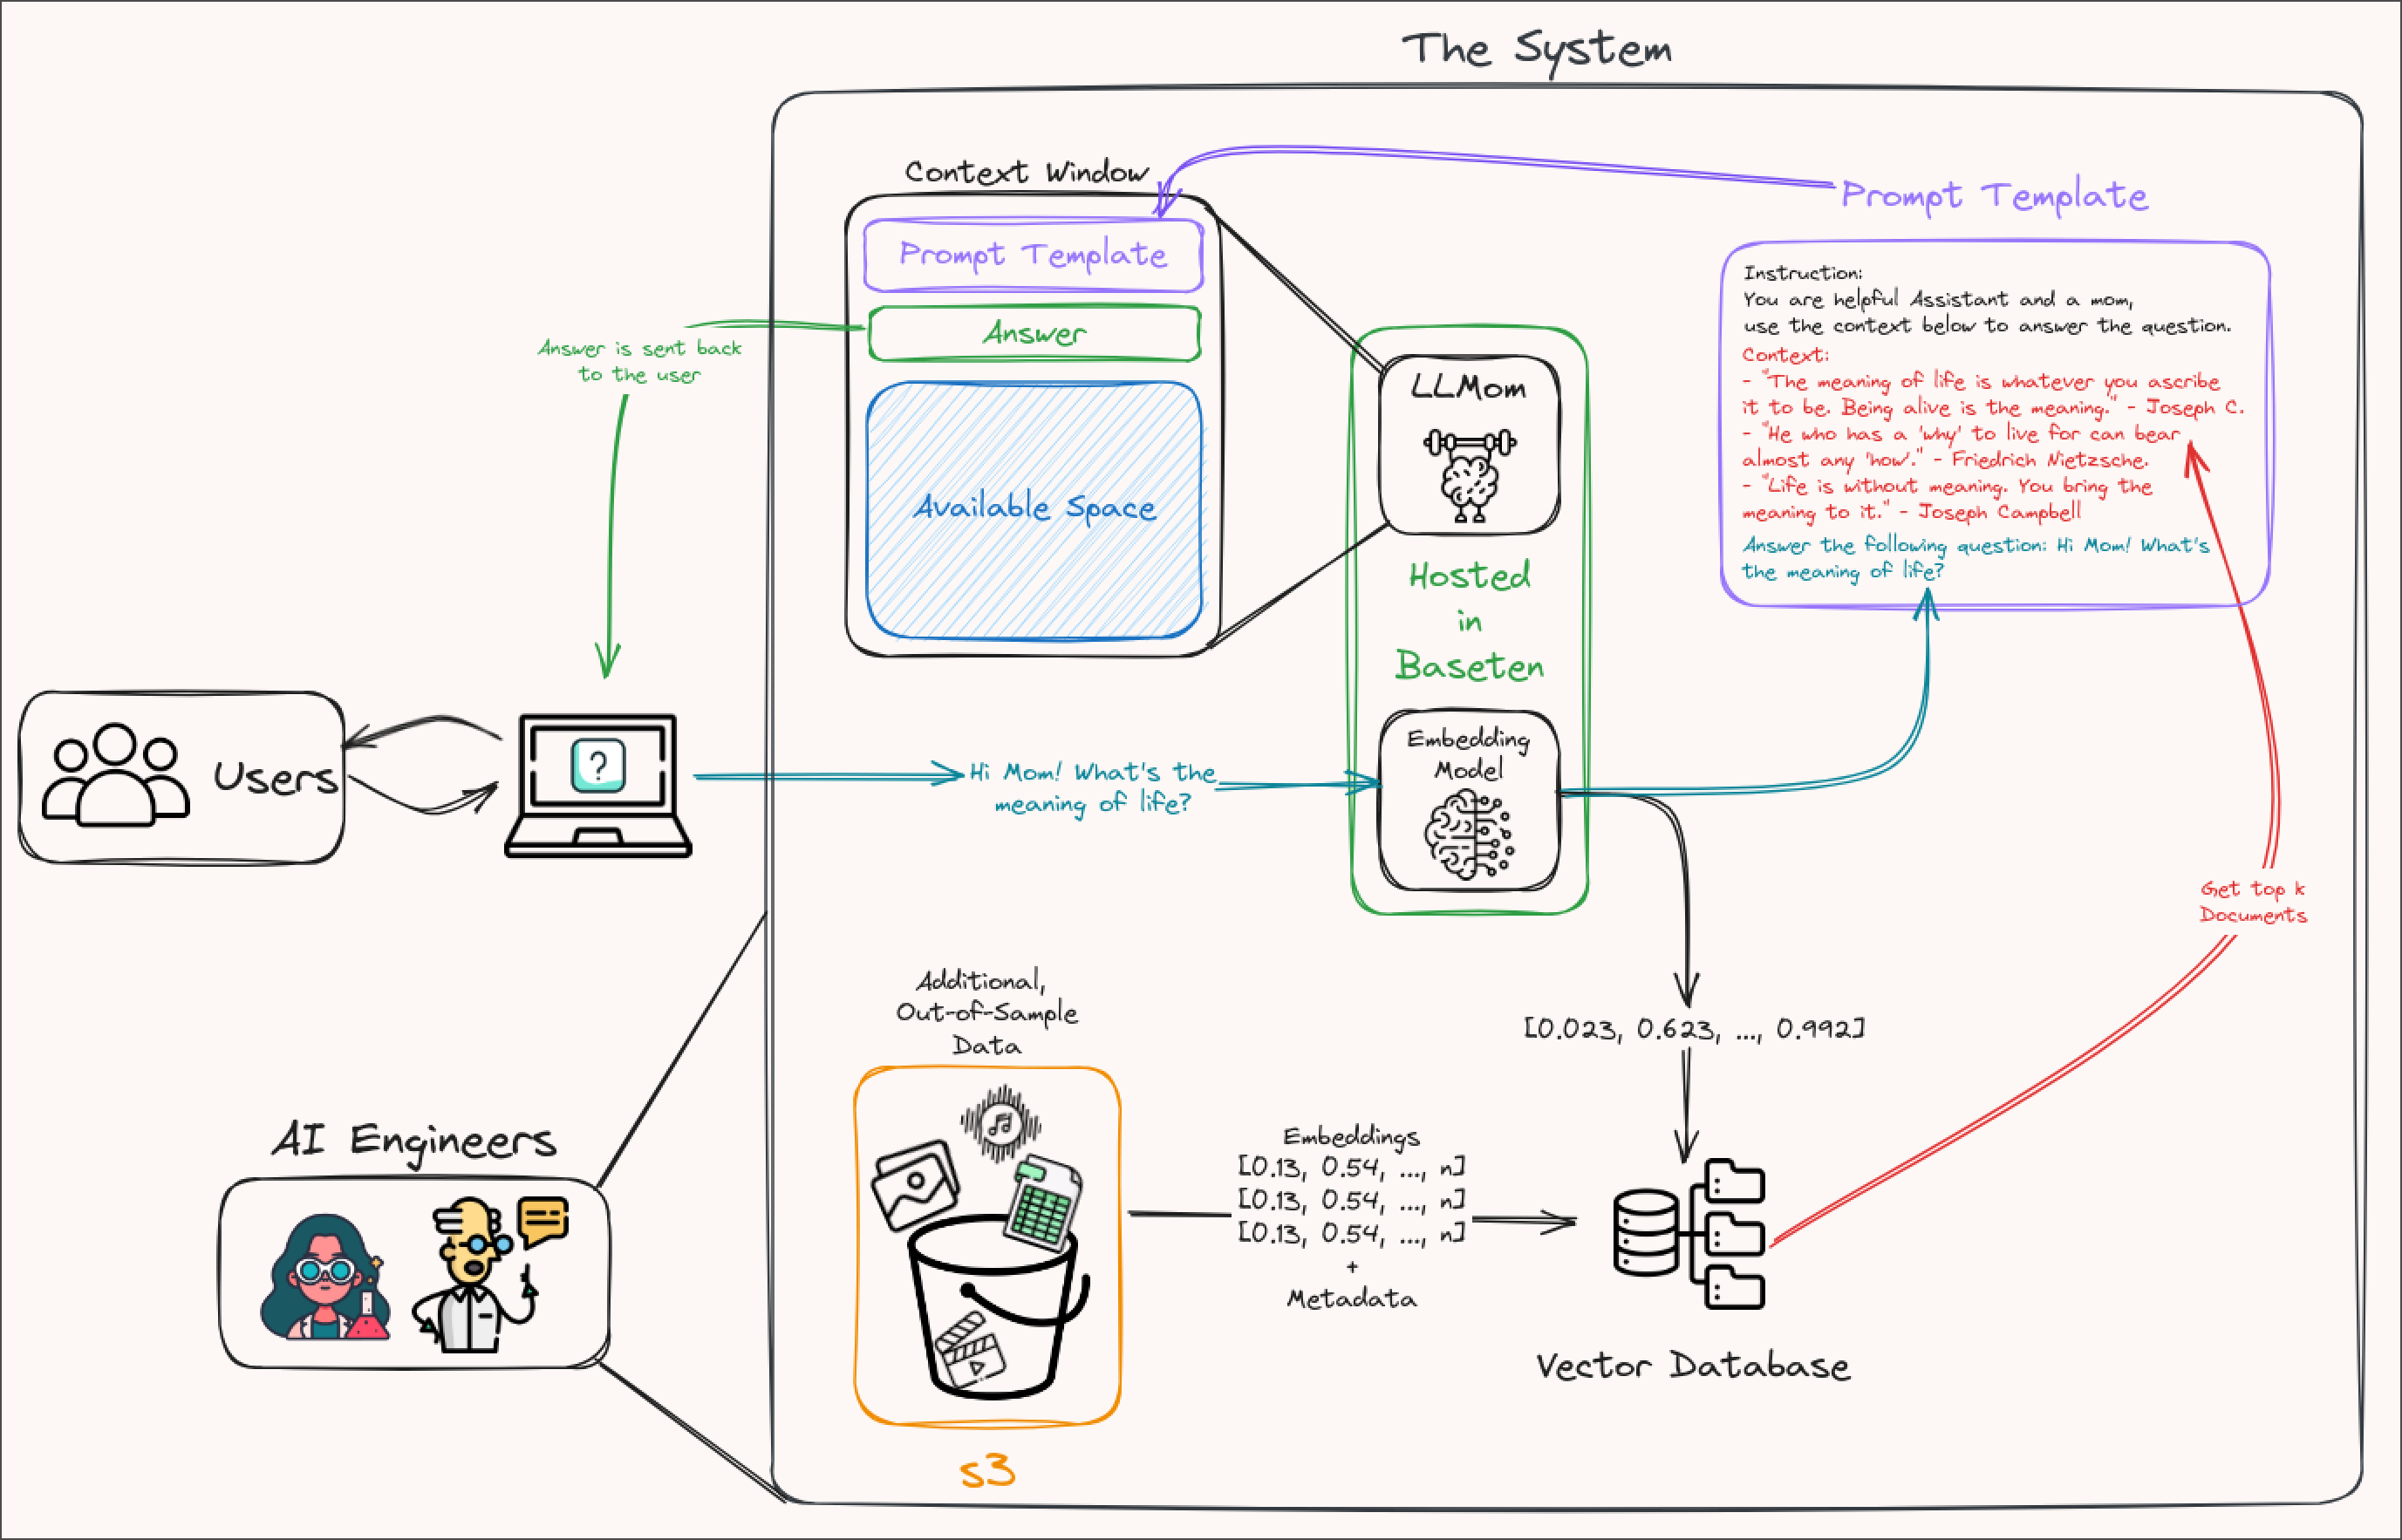 The System
Context Window
Prompt Template
Answer
Available Space
Answer is sent back
to the user
LLMom
Hosted
in
Baseten
Embedding
Model
Prompt Template
Instruction:
You are helpful Assistant and a mom,
use the context below to answer the question.
Context:
- "The meaning of life is whatever you ascribe
it to be. Being alive is the meaning." - Joseph C.
- "He who has a 'why' to live for can bear
almost any 'how'." - Friedrich Nietzsche.
- "Life is without meaning. You bring the
meaning to it." - Joseph Campbell
Answer the following question: Hi Mom! What's
the meaning of life?
Users
?
Hi Mom! What's the
meaning of life?
Get top k
Documents
[0.023, 0.623, ..., 0.992]
Additional,
Out-of-Sample
Data
s3
Embeddings
[0.13, 0.54, ..., n]
[0.13, 0.54, ..., n]
[0.13, 0.54, ..., n]
+
Metadata
Vector Database
AI Engineers